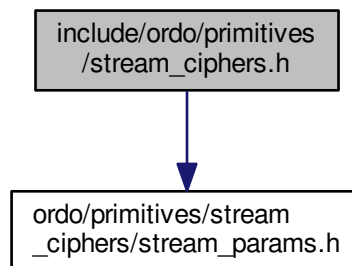 include/ordo/primitives
/stream_ciphers.h
ordo/primitives/stream
_ciphers/stream_params.h